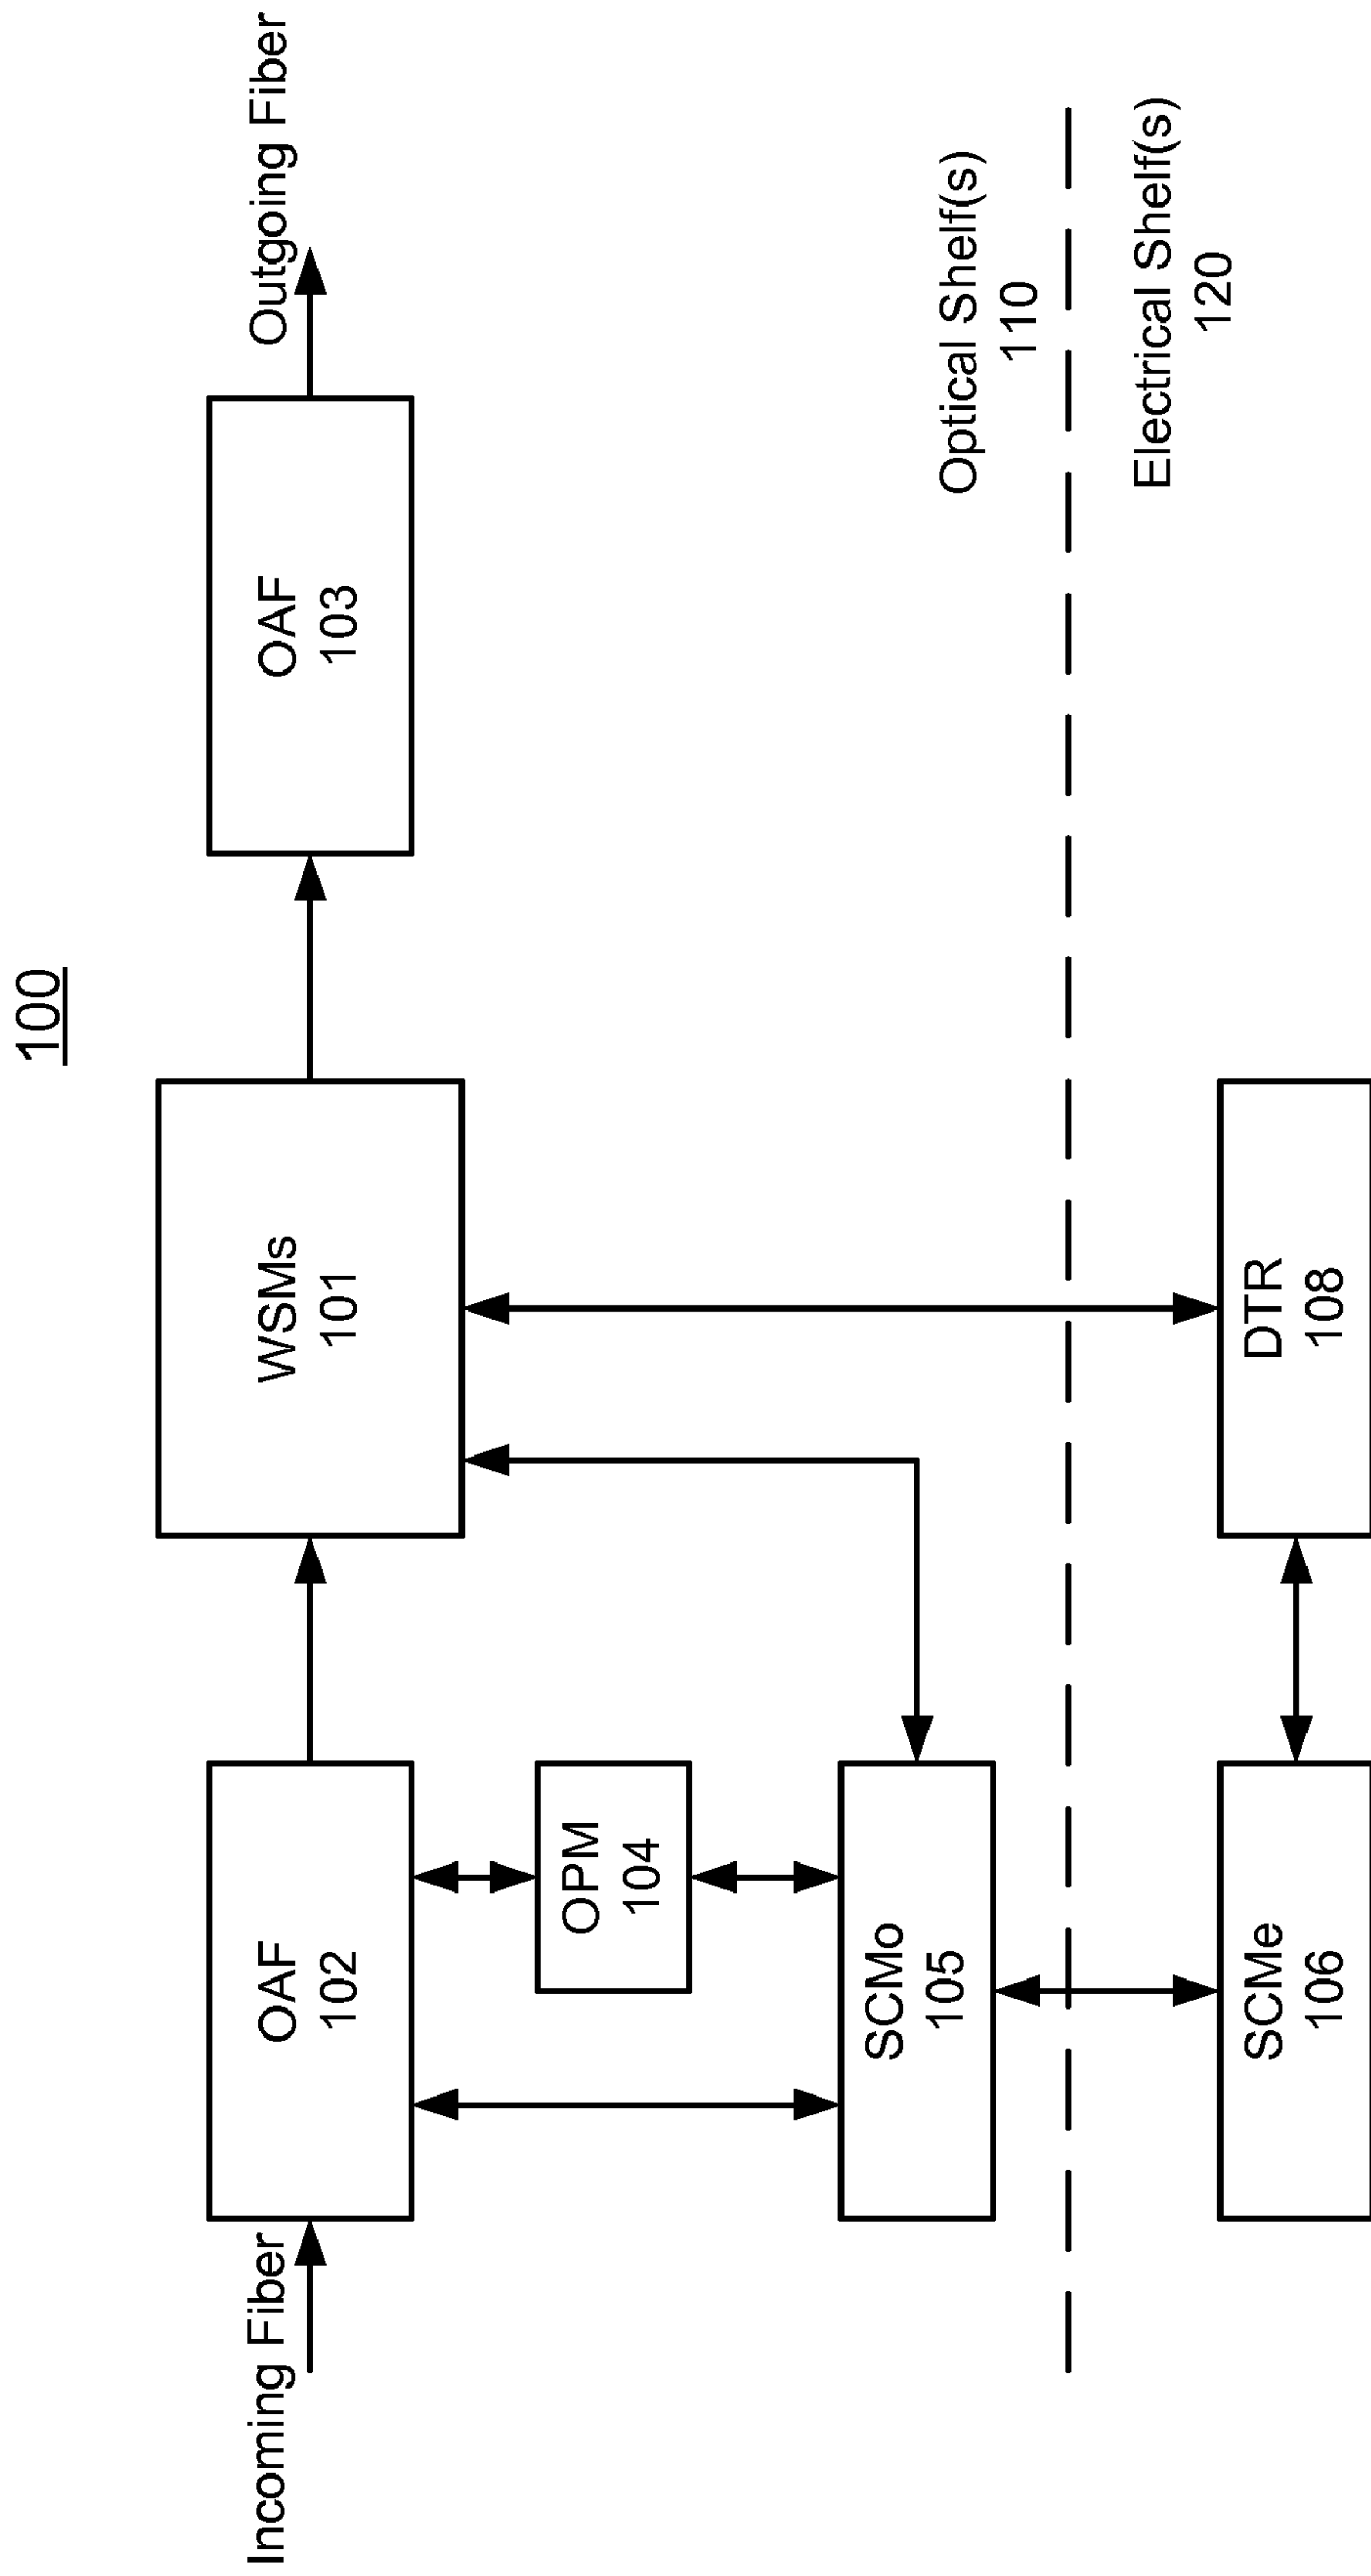 100
Incoming Fiber
OAF
102
WSMs
101
OAF
103
Outgoing Fiber
OPM
104
SCMo
105
Optical Shelf(s)
110
Electrical Shelf(s)
120
SCMe
106
DTR
108